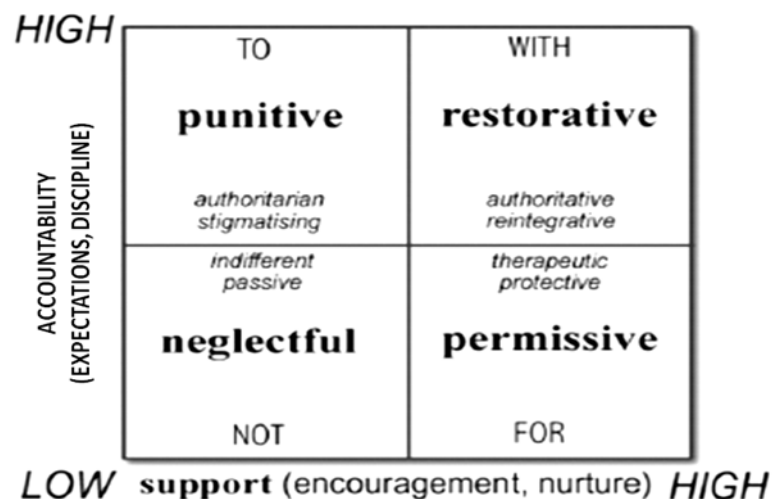 HIGH
TO
WITH
punitive
restorative
authoritarian
stigmatising
authoritative
reintegrative
ACCOUNTABILITY
(EXPECTATIONS, DISCIPLINE)
indifferent
passive
therapeutic
protective
neglectful
permissive
NOT
FOR
LOW support (encouragement, nurture) HIGH